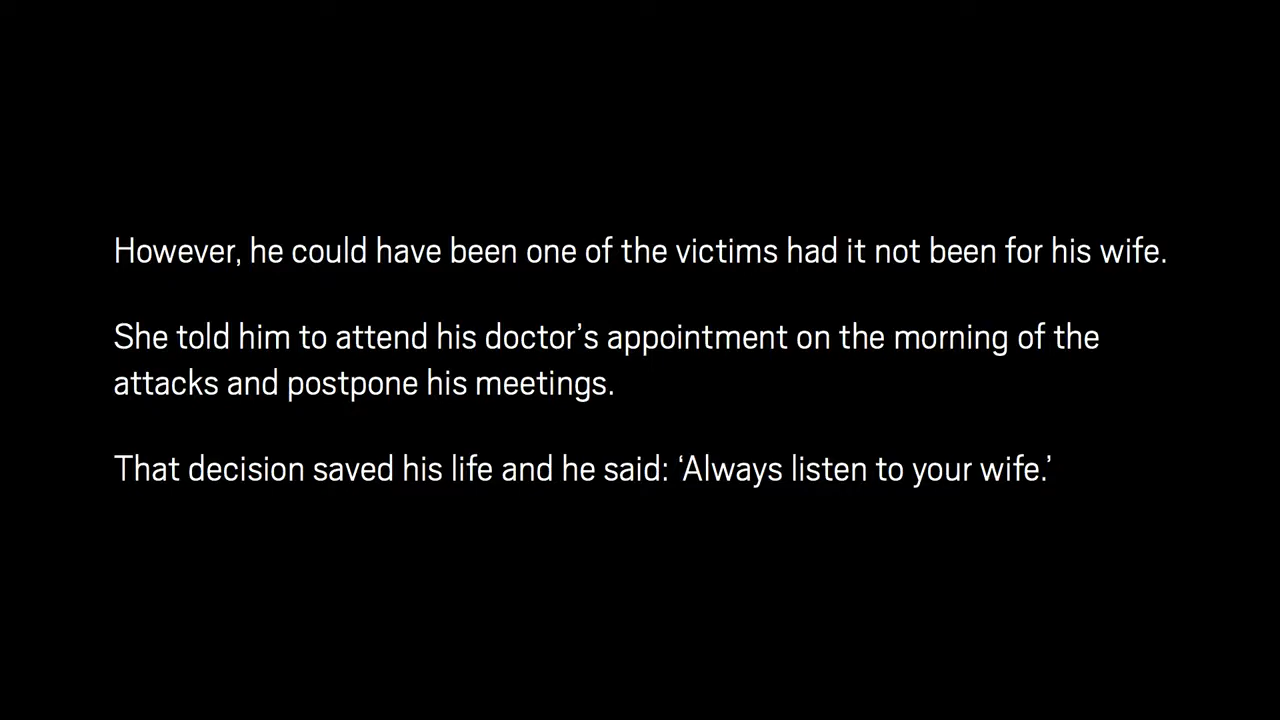 However, he could have been one of the victims had it not been for his wife.
She told him to attend his doctor’s appointment on the morning of the
attacks and postpone his meetings.
That decision saved his life and he said: ‘Always listen to your wife.’